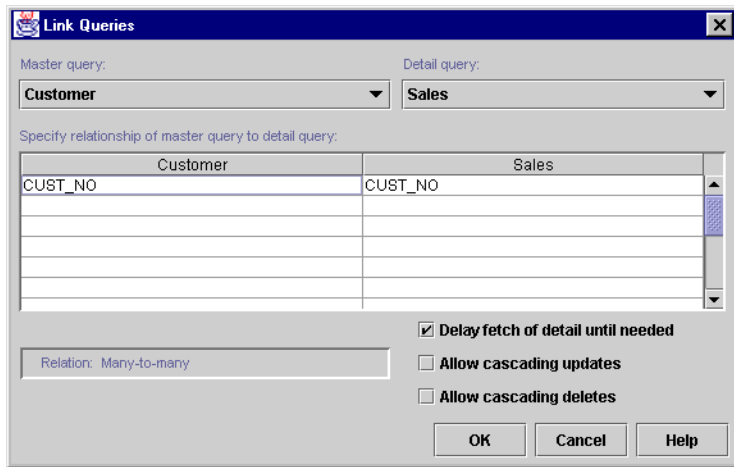 Link Queries
Master query: Detail query:
Customer Sales
Specify relationship of master query to detail query:
Customer Sales
CUST_NO CUST_NO
Delay fetch of detail until needed
Relation: Many-to-many
Allow cascading updates
Allow cascading deletes
OK Cancel Help